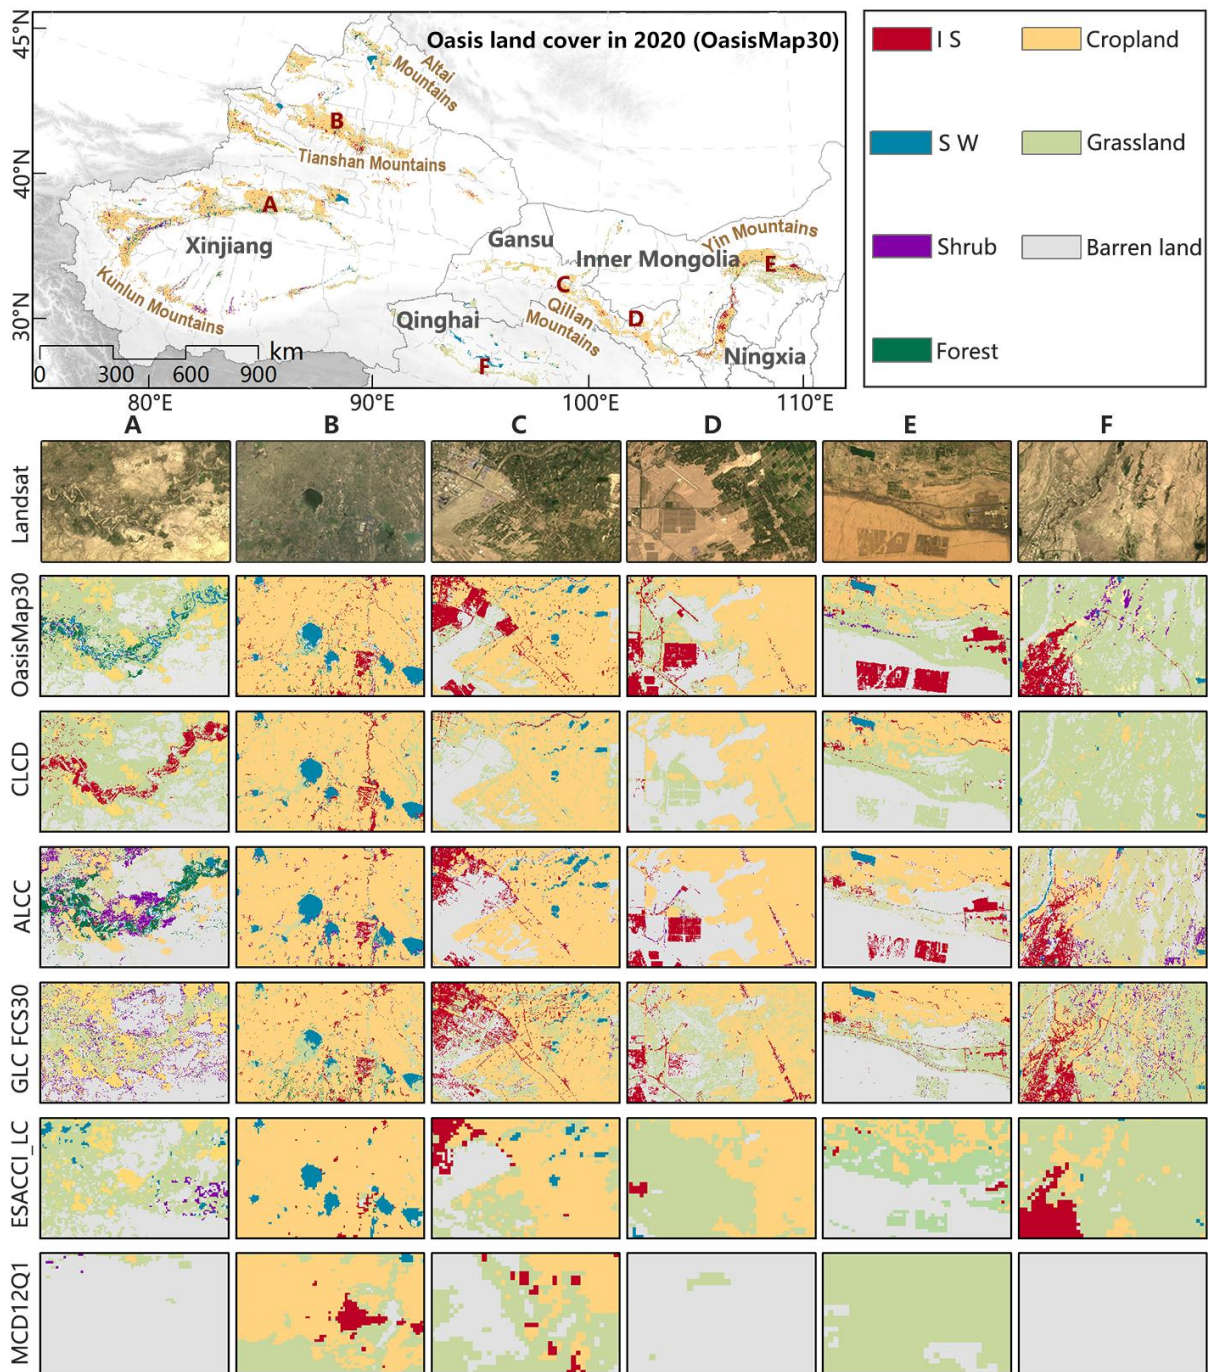 Oasis land cover in 2020 (OasisMap30)
45°N
40°N
30°N
Altai
Mountains
B
Tianshan Mountains
A
Xinjiang
Kunlun Mountains
Gansu
Inner Mongolia
Yin Mountains
E
C
D
Qilian
Mountains
Qinghai
F
Ningxia
km
0 300 600 900
80°E 90°E 100°E 110°E
I S
Cropland
S W
Grassland
Shrub
Barren land
Forest
A B C D E F
Landsat
OasisMap30
CLCD
ALCC
GLC FCS30
ESACCI_LC
MCD12Q1